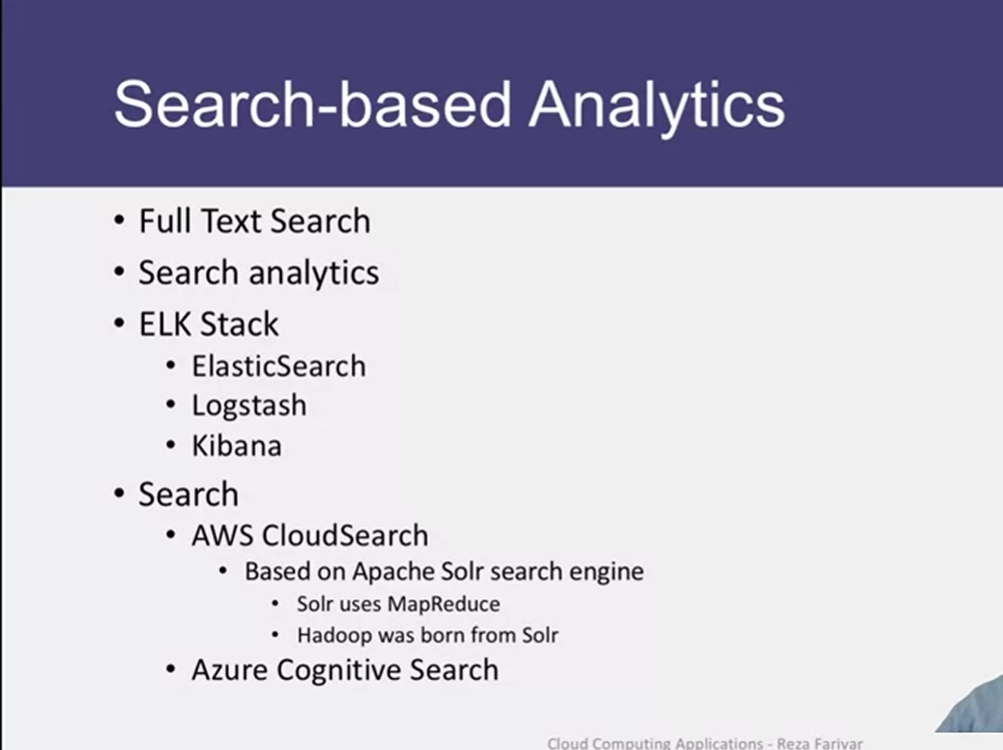 Search-based Analytics
• Full Text Search
• Search analytics
• ELK Stack
• ElasticSearch
• Logstash
• Kibana
• Search
• AWS CloudSearch
• Based on Apache Solr search engine
• Solr uses MapReduce
• Hadoop was born from Solr
• Azure Cognitive Search
Cloud Computing Applications - Reza Farivar